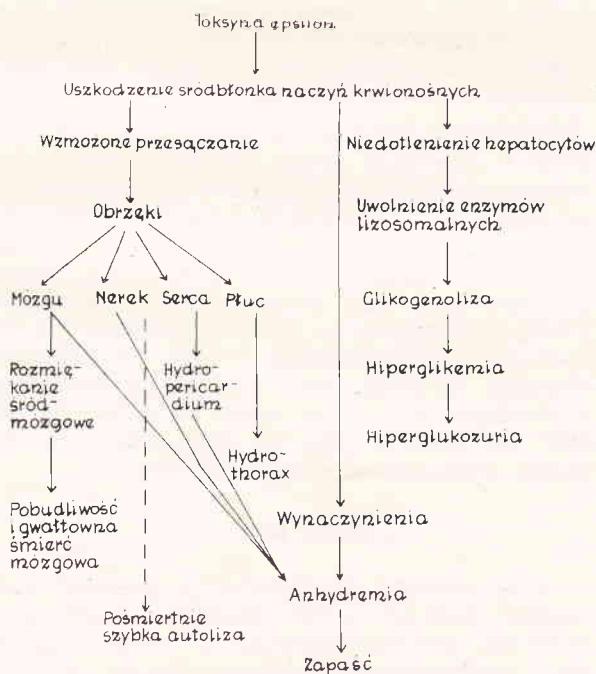 Toksyna epsilon
Uszkodzenie śródbłonka naczyń krwionośnych
Wzmożone przesączanie
Niedotlenienie hepatocytów
Obrzęki
Uwolnienie enzymów
lizosomalnych
Mózgu Nerek Serca Płuc
Glikogenoliza
Rozmię-
kanie
śród-
mózgowe
Hydro-
pericar-
dium
Hiperglikemia
Hydro-
thorax
Hiperglukozuria
Pobudliwość
i gwałtowna
śmierć
mózgowa
Wynaczynienia
Anhydremia
Pośmiertnie
szybka autoliza
Zapaść